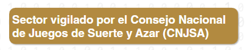 Sector vigilado por el Consejo Nacional
de Juegos de Suerte y Azar (CNJSA)